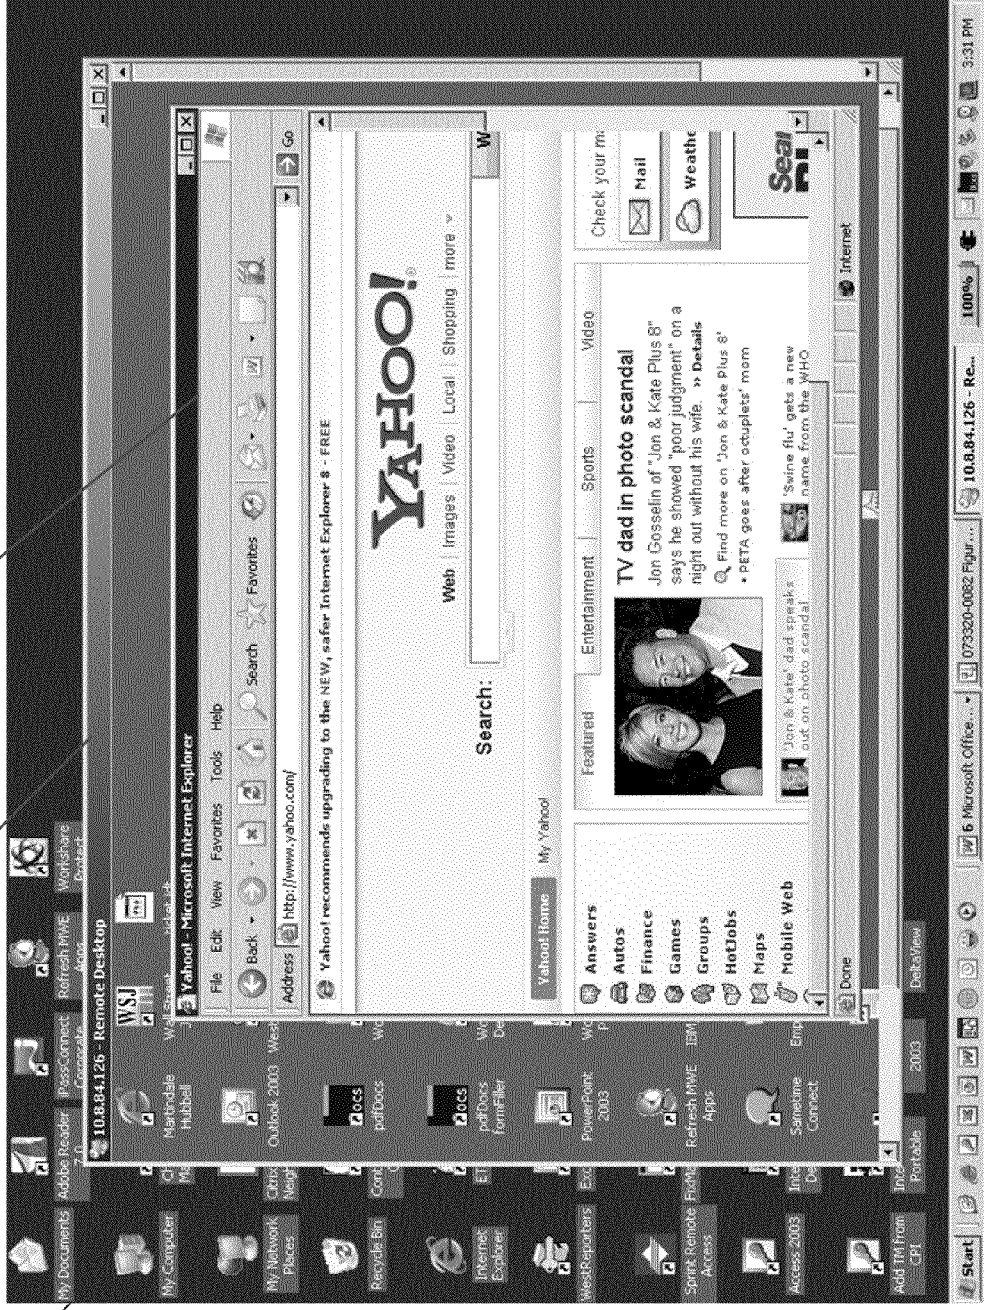 My Documents
Adobe Reader
7.0
PassConnect
Corporate
Refresh MWE
Apps
Workshare
Protect
My Computer
My Network
Places
Recycle Bin
Internet
Explorer
WestReporters
Sprint Remote
Access
Access 2003
Add TM from
CPI
Portable
2003
DeltaView
10.8.84.126 - Remote Desktop
WSJ
Martindale
Hubbell
Outlook 2003
pdfDocs
pdfDocs
formFiller
PowerPoint
2003
Refresh MWE
Apps
Sametime
Connect
Yahoo! - Microsoft Internet Explorer
File Edit View Favorites Tools Help
Back Search Favorites
Address http://www.yahoo.com/ Go
Yahoo! recommends upgrading to the NEW, safer Internet Explorer 8 - FREE
YAHOO!®
Web | Images | Video | Local | Shopping | more
Search: W
Yahoo! Home My Yahoo!
Answers
Autos
Finance
Games
Groups
HotJobs
Maps
Mobile Web
Featured Entertainment Sports Video
TV dad in photo scandal
Jon Gosselin of "Jon & Kate Plus 8"
says he showed "poor judgment" on a
night out without his wife. » Details
Find more on 'Jon & Kate Plus 8'
• PETA goes after octuplets' mom
'Jon & Kate' dad speaks
out on photo scandal
'Swine flu' gets a new
name from the WHO
Check your m
Mail
Weathe
Sear
Done Internet
Start 6 Microsoft Office... 073320-0082 Figur... 10.8.84.126 - Re... 100% 3:31 PM